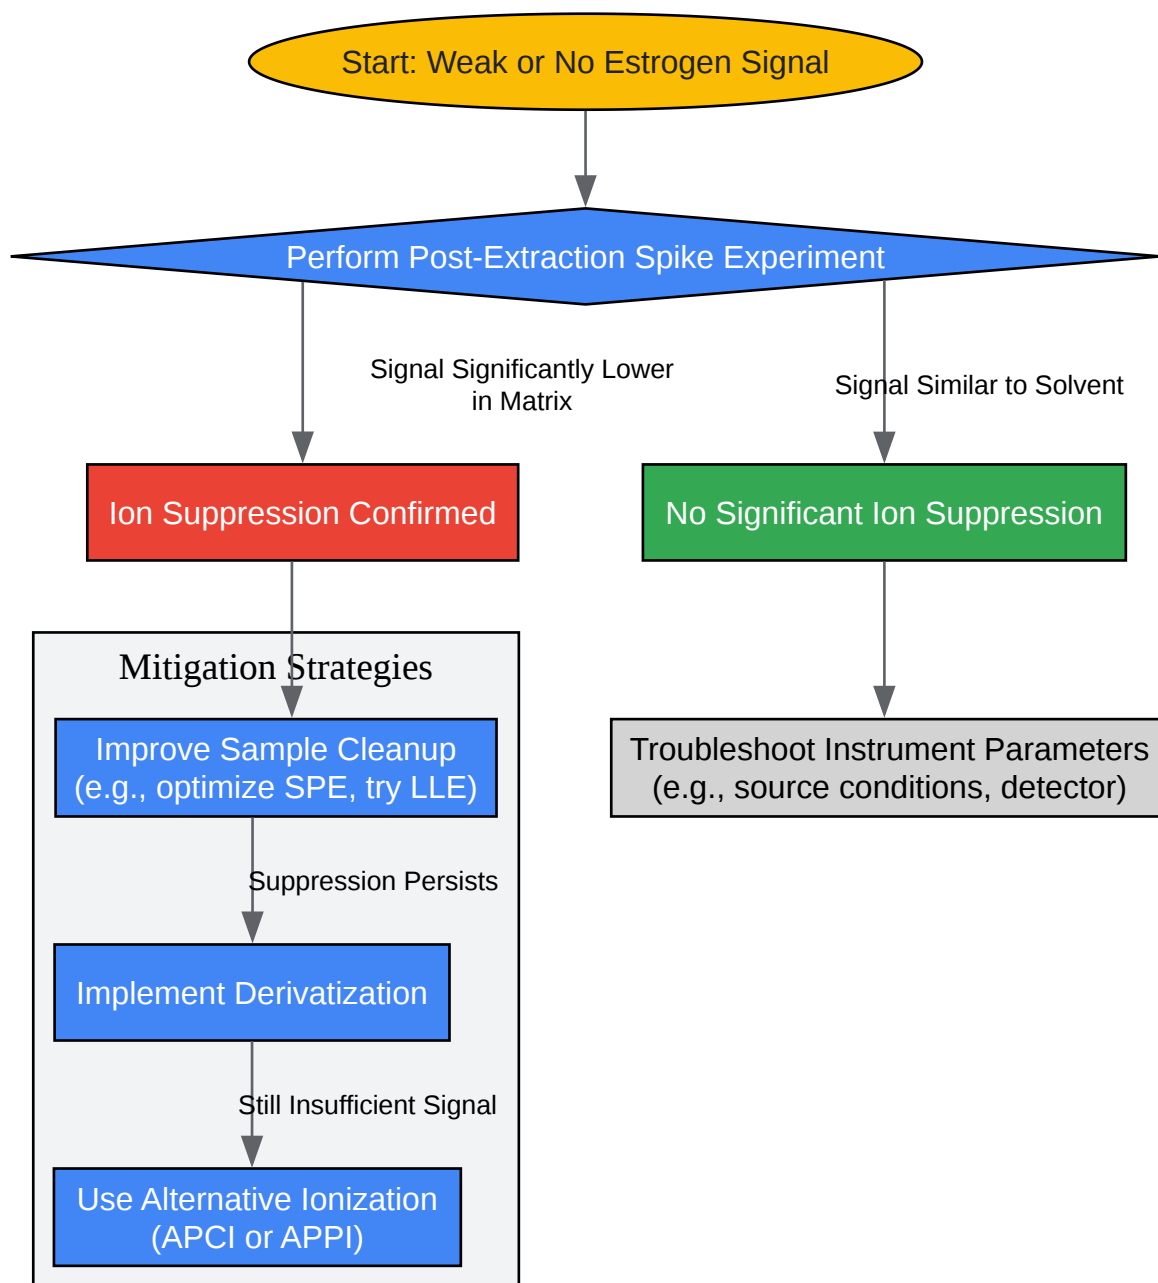 Start: Weak or No Estrogen Signal
Perform Post-Extraction Spike Experiment
Signal Significantly Lower
in Matrix
Signal Similar to Solvent
Ion Suppression Confirmed
No Significant Ion Suppression
Mitigation Strategies
Improve Sample Cleanup
(e.g., optimize SPE, try LLE)
Troubleshoot Instrument Parameters
(e.g., source conditions, detector)
Suppression Persists
Implement Derivatization
Still Insufficient Signal
Use Alternative Ionization
(APCI or APPI)